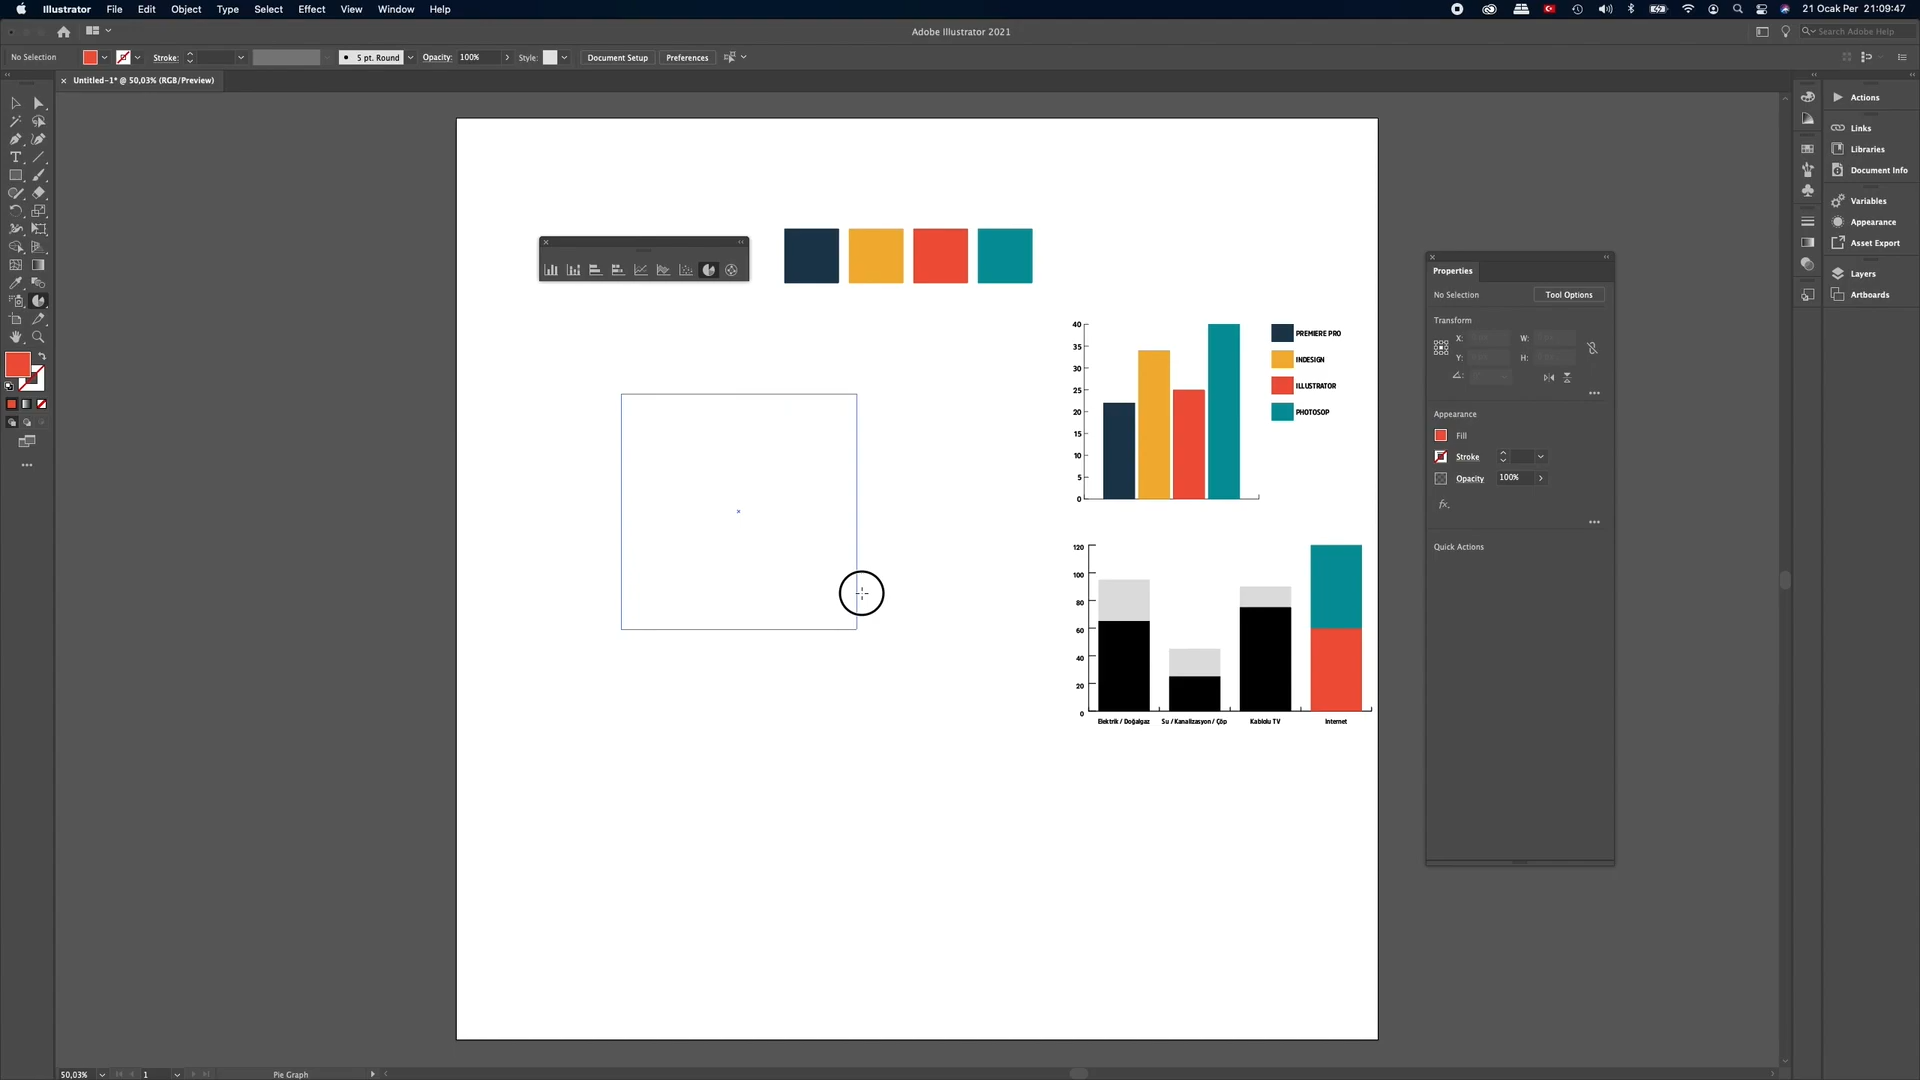 Illustrator File Edit Object Type Select Effect View Window Help
21 Ocak Per 21:09:47
Adobe Illustrator 2021
Search Adobe Help
No Selection
Stroke:
5 pt. Round
Opacity: 100%
Style:
Document Setup
Preferences
Untitled-1* @ 50,03% (RGB/Preview)
Actions
Links
Libraries
Document Info
Variables
Appearance
Asset Export
Layers
Artboards
Properties
No Selection
Tool Options
Transform
X:
W:
Y:
H:
Appearance
Fill
Stroke
Opacity 100%
fx.
Quick Actions
40
35
30
25
20
15
10
5
0
PREMIERE PRO
INDESIGN
ILLUSTRATOR
PHOTOSOP
120
100
80
60
40
20
0
Elektrik / Doğalgaz
Su / Kanalizasyon / Çöp
Kablolu TV
Internet
50,03%
1
Pie Graph